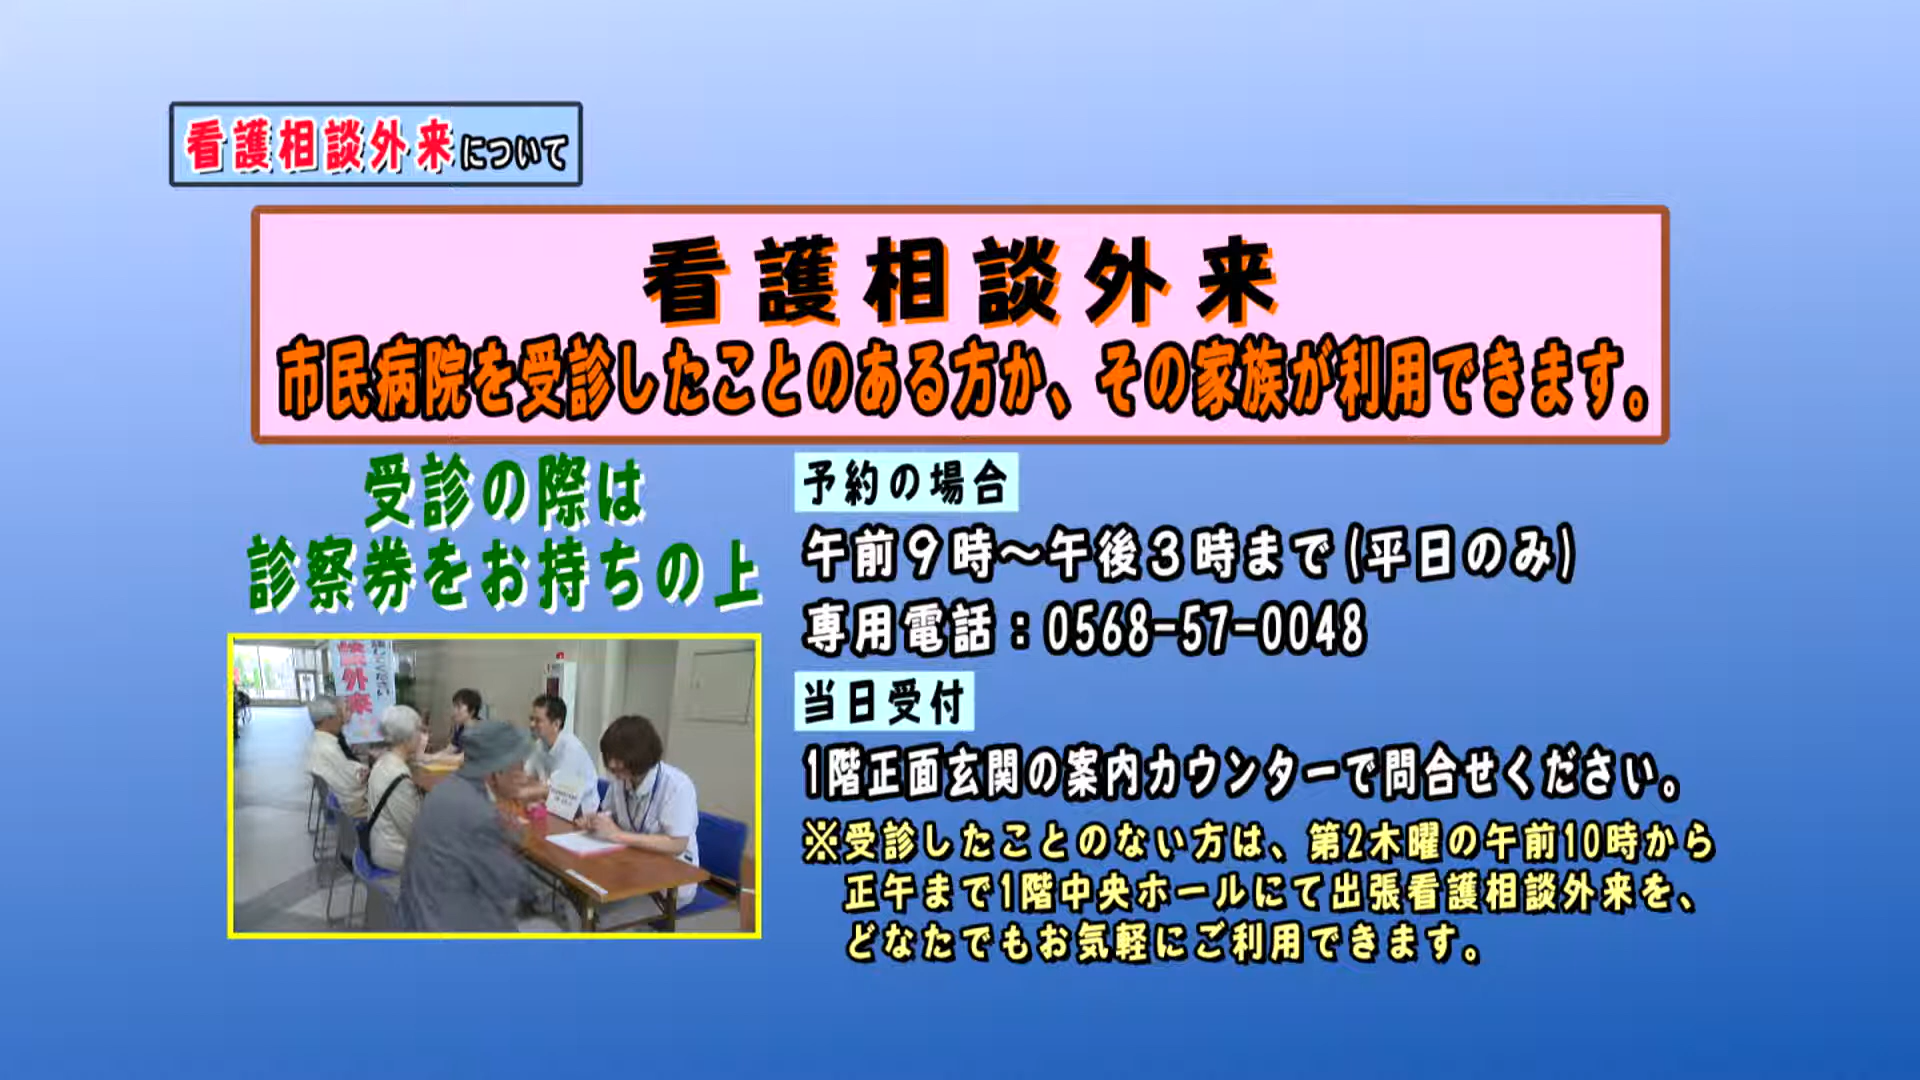 看護相談外来について
看護相談外来
市民病院を受診したことのある方か、その家族が利用できます。
受診の際は
診察券をお持ちの上
予約の場合
午前９時～午後３時まで(平日のみ)
専用電話：0568-57-0048
当日受付
1階正面玄関の案内カウンターで問合せください。
※受診したことのない方は、第2木曜の午前10時から
正午まで1階中央ホールにて出張看護相談外来を、
どなたでもお気軽にご利用できます。
談外来
ください